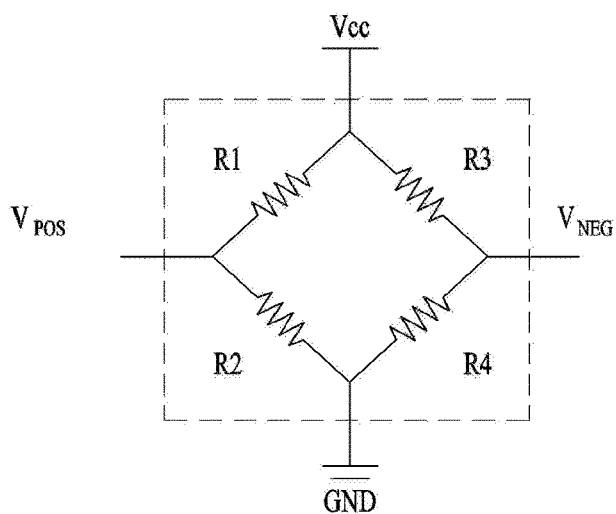 Vcc
R1
R3
V POS
V NEG
R2
R4
GND